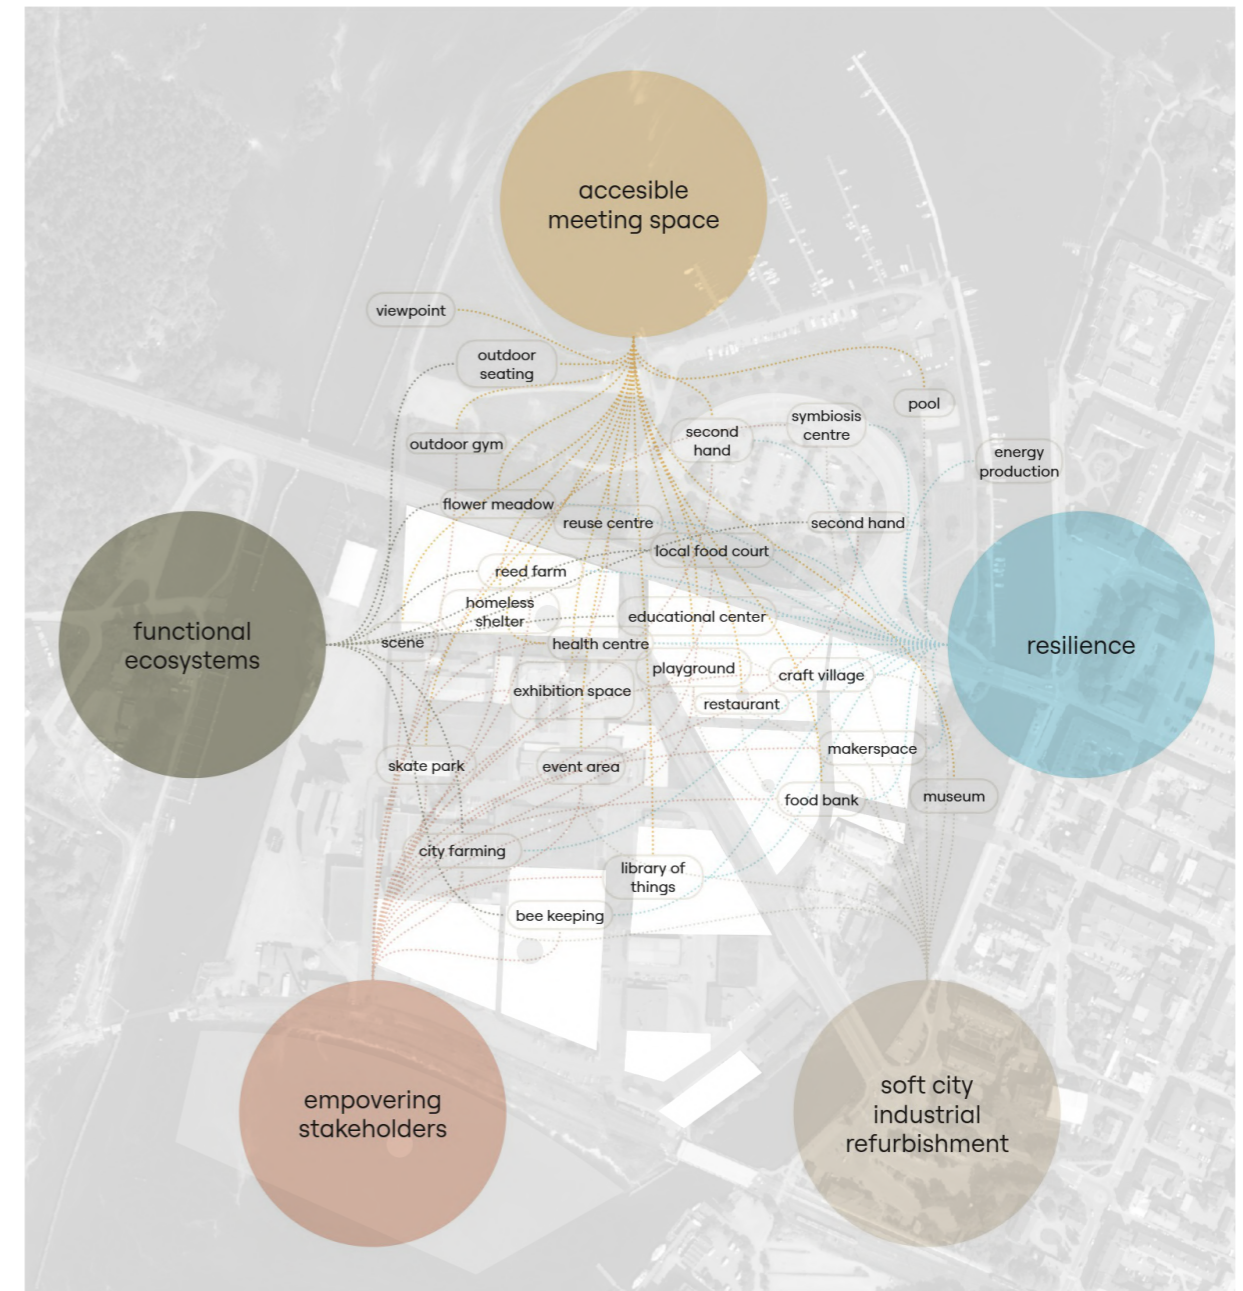 accesible
meeting space
viewpoint
outdoor
seating
pool
outdoor gym
second
hand
symbiosis
centre
energy
production
flower meadow
reuse centre
second hand
local food court
reed farm
homeless
shelter
educational center
functional
ecosystems
scene
health centre
resilience
playground
craft village
exhibition space
restaurant
makerspace
skate park
event area
food bank
museum
city farming
library of
things
bee keeping
empovering
stakeholders
soft city
industrial
refurbishment